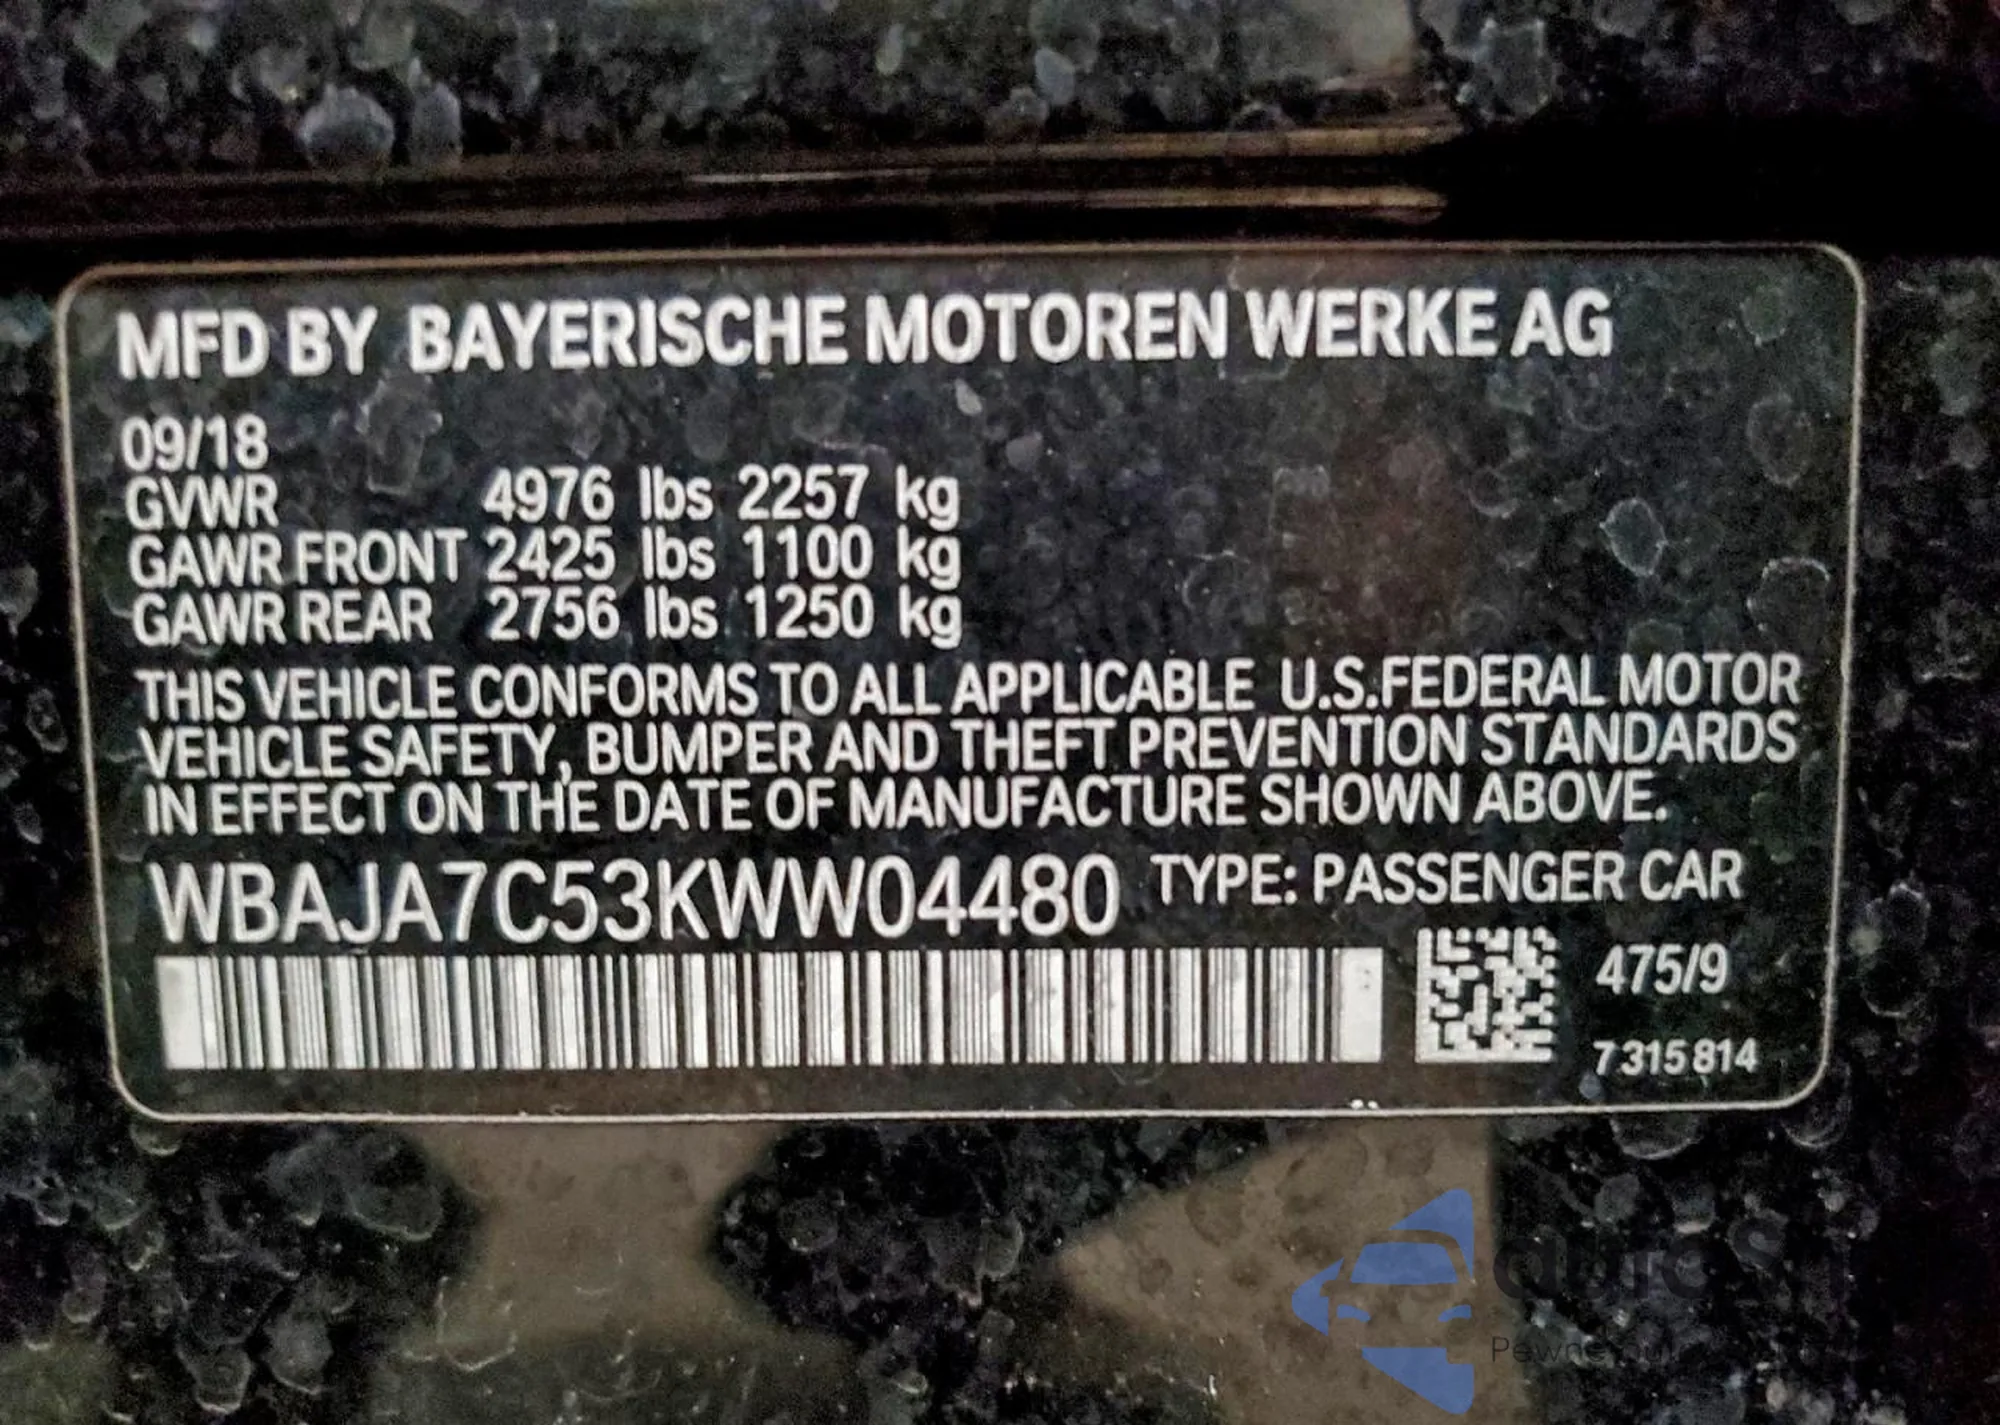 MFD BY BAYERISCHE MOTOREN WERKE AG
09/18
GVWR 4976 lbs 2257 kg
GAWR FRONT 2425 lbs 1100 kg
GAWR REAR 2756 lbs 1250 kg
THIS VEHICLE CONFORMS TO ALL APPLICABLE U.S.FEDERAL MOTOR
VEHICLE SAFETY, BUMPER AND THEFT PREVENTION STANDARDS
IN EFFECT ON THE DATE OF MANUFACTURE SHOWN ABOVE.
WBAJA7C53KWW04480 TYPE: PASSENGER CAR
475/9
7 315 814